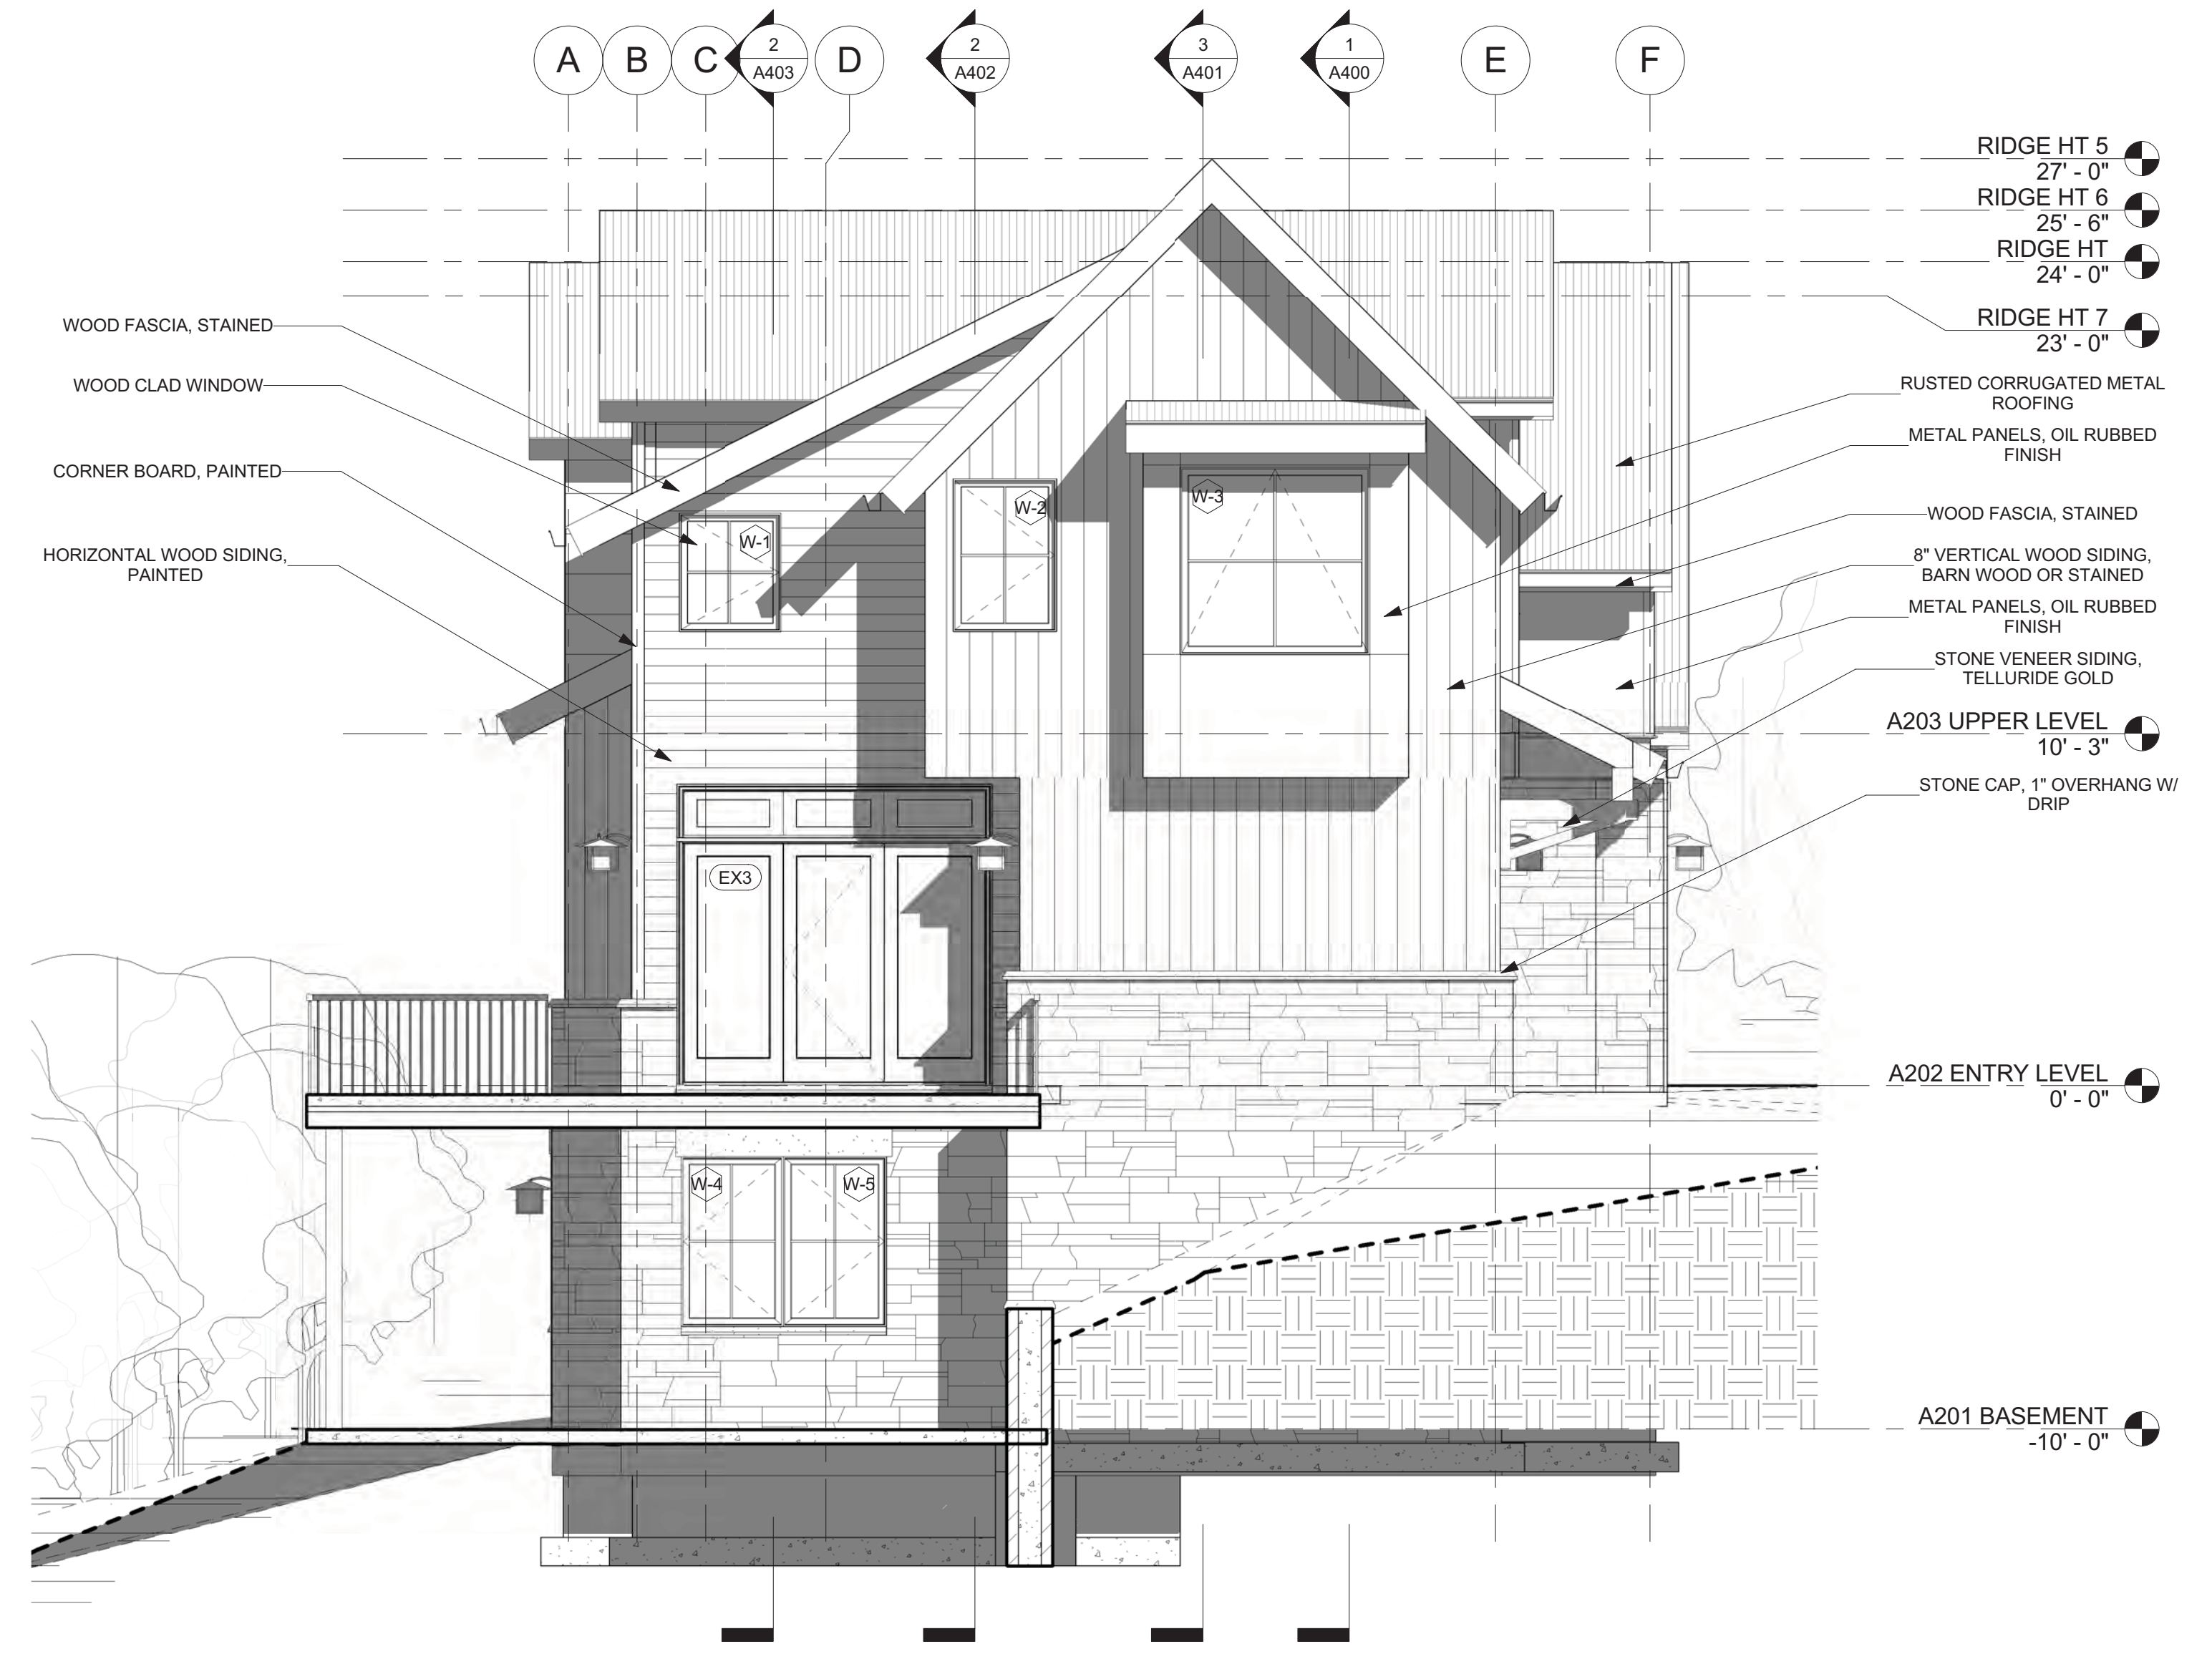 A
B
C
2
A403
D
2
A402
3
A401
1
A400
E
F
RIDGE HT 5
27' - 0"
RIDGE HT 6
25' - 6"
RIDGE HT
24' - 0"
RIDGE HT 7
23' - 0"
WOOD FASCIA, STAINED
WOOD CLAD WINDOW
CORNER BOARD, PAINTED
HORIZONTAL WOOD SIDING,
PAINTED
RUSTED CORRUGATED METAL
ROOFING
METAL PANELS, OIL RUBBED
FINISH
WOOD FASCIA, STAINED
8" VERTICAL WOOD SIDING,
BARN WOOD OR STAINED
METAL PANELS, OIL RUBBED
FINISH
STONE VENEER SIDING,
TELLURIDE GOLD
A203 UPPER LEVEL
10' - 3"
STONE CAP, 1" OVERHANG W/
DRIP
W-1
W-2
W-3
EX3
A202 ENTRY LEVEL
0' - 0"
W-4
W-5
A201 BASEMENT
-10' - 0"